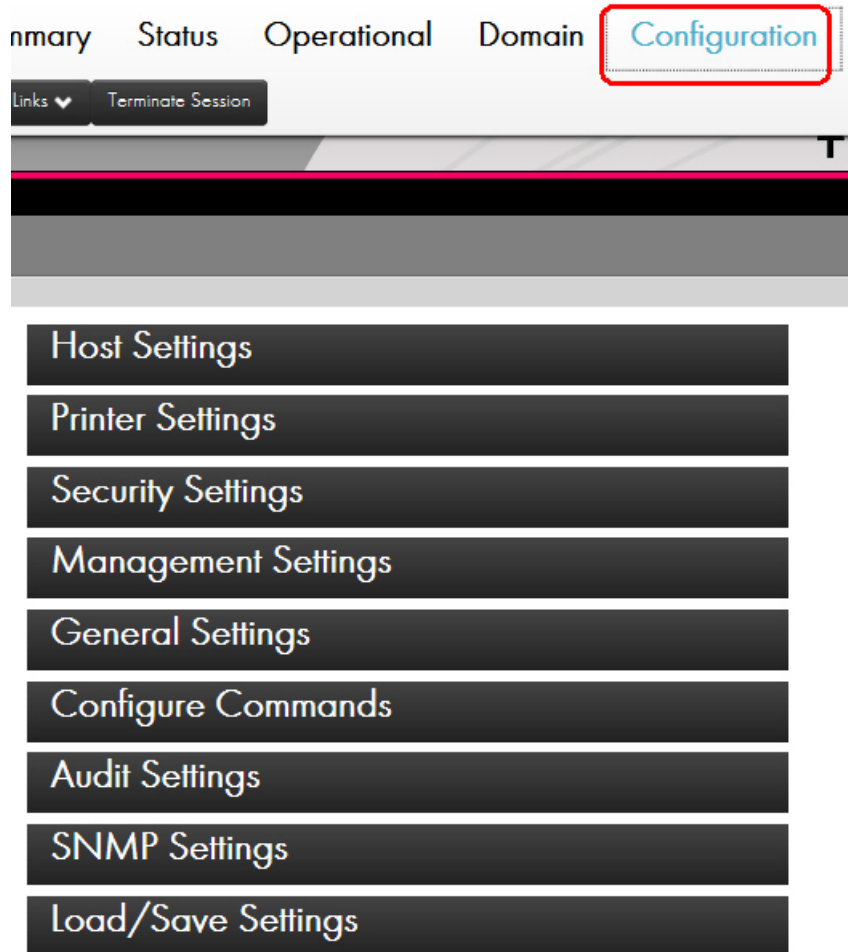 mmary Status Operational Domain Configuration
Links Terminate Session
T
Host Settings
Printer Settings
Security Settings
Management Settings
General Settings
Configure Commands
Audit Settings
SNMP Settings
Load/Save Settings